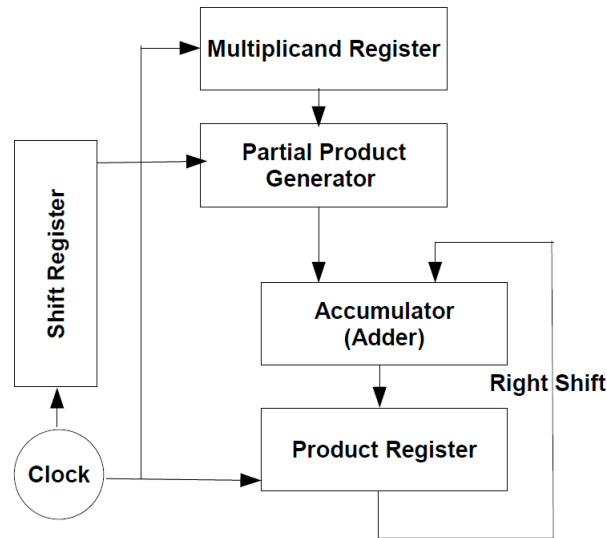 Multiplicand Register
Partial Product
Generator
Shift Register
Accumulator
(Adder)
Right Shift
Product Register
Clock